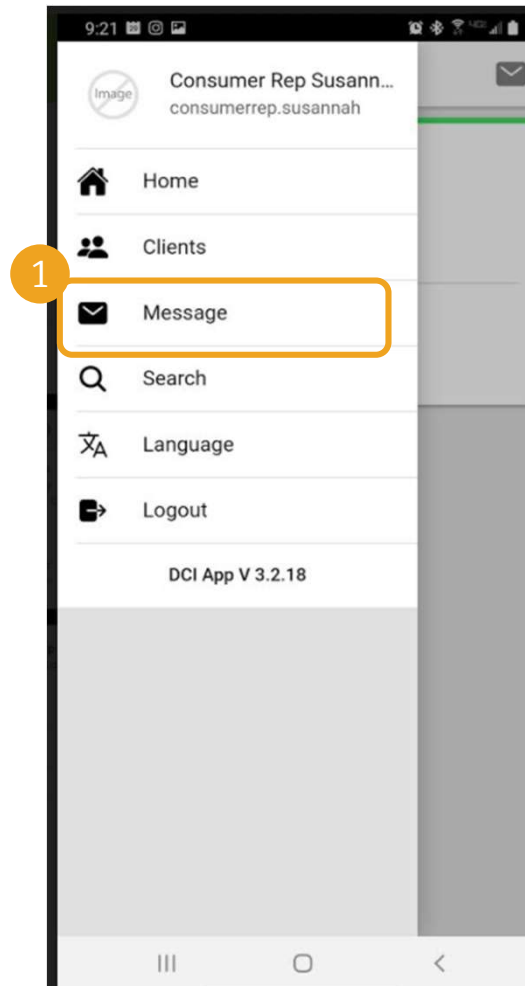 9:21
Image
Consumer Rep Susann...
consumerrep.susannah
Home
Clients
1
Message
Search
Language
Logout
DCI App V 3.2.18